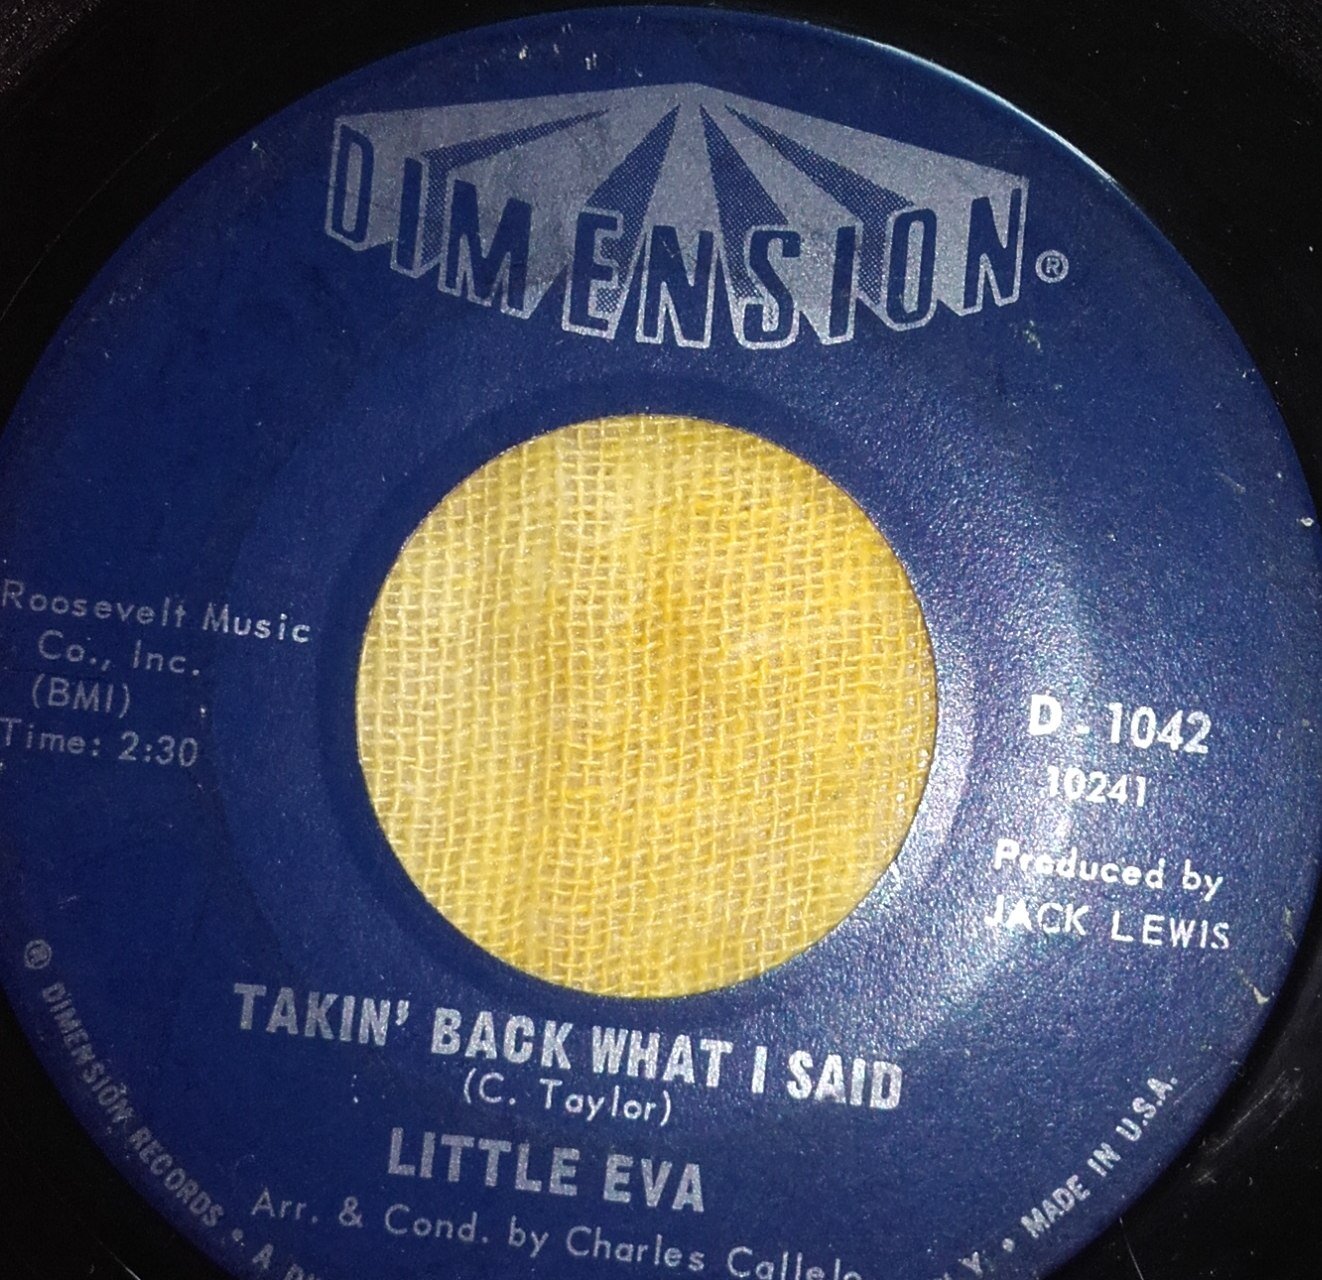 DIMENSION®
Roosevelt Music
Co., Inc.
(BMI)
Time: 2:30
D-1042
10241
Produced by
JACK LEWIS
TAKIN' BACK WHAT I SAID
(C. Taylor)
LITTLE EVA
Arr. & Cond. by Charles Callelo
DIMENSION RECORDS • A
Y. • MADE IN U.S.A.